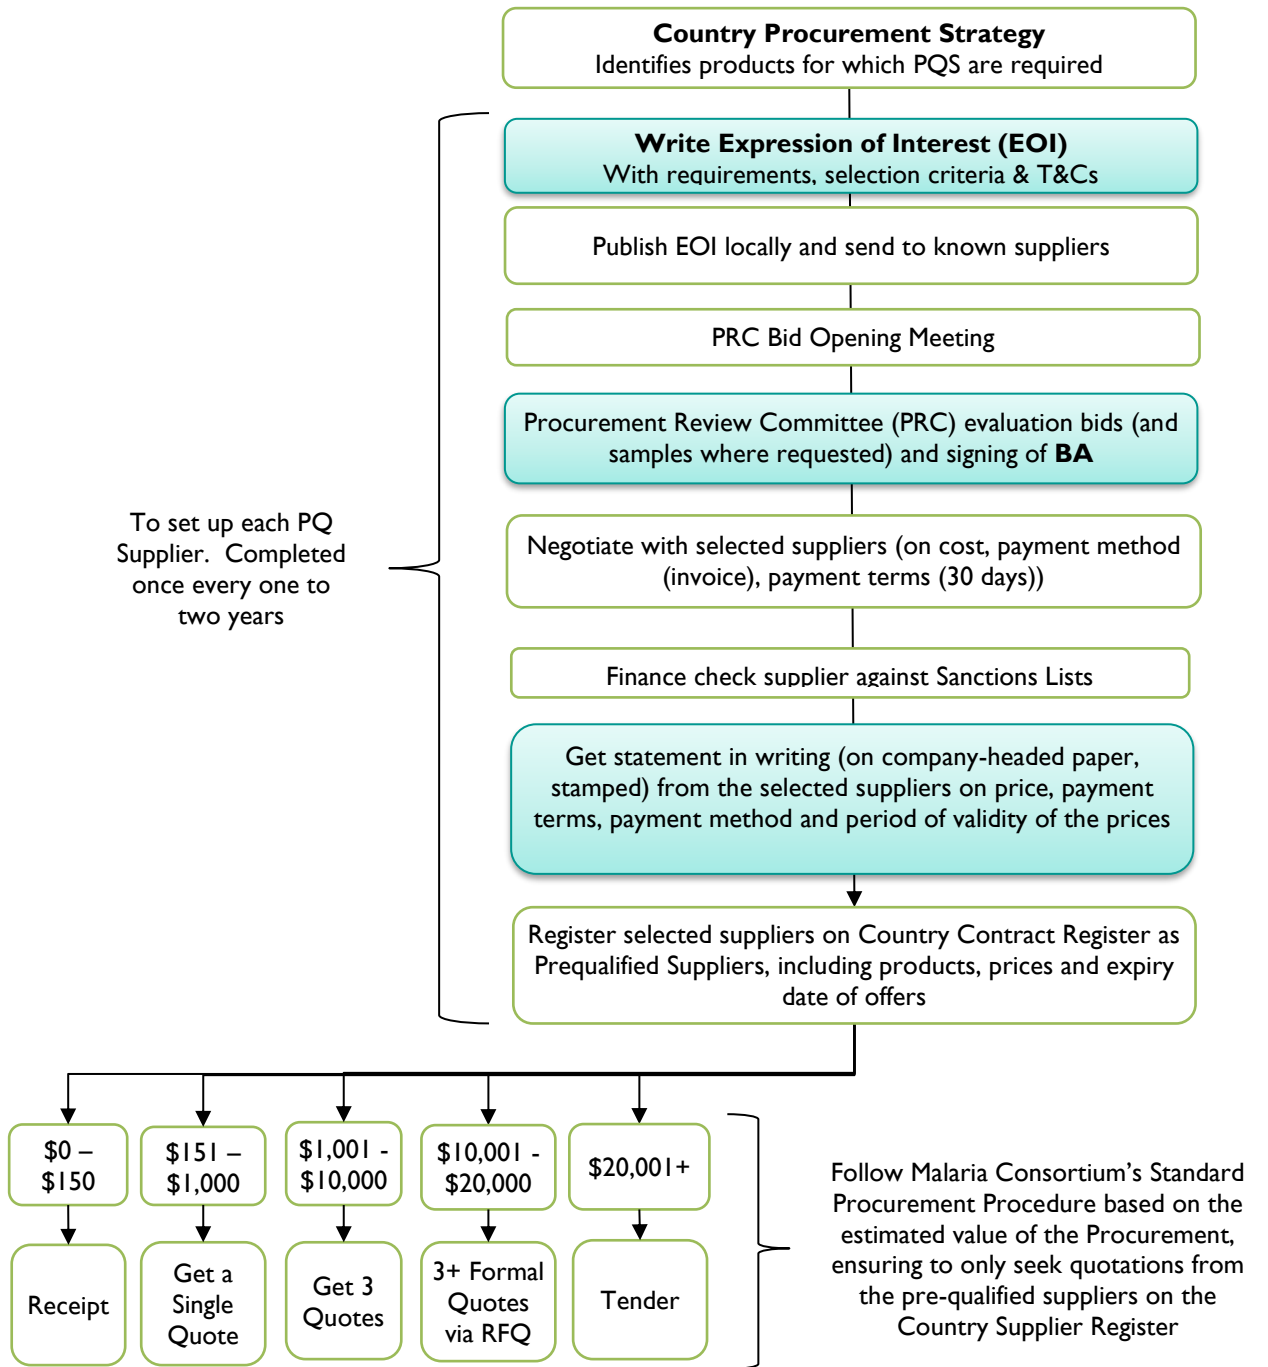 Country Procurement Strategy
Identifies products for which PQS are required
Write Expression of Interest (EOI)
With requirements, selection criteria & T&Cs
Publish EOI locally and send to known suppliers
PRC Bid Opening Meeting
Procurement Review Committee (PRC) evaluation bids (and
samples where requested) and signing of BA
To set up each PQ
Supplier. Completed
once every one to
two years
Negotiate with selected suppliers (on cost, payment method
(invoice), payment terms (30 days))
Finance check supplier against Sanctions Lists
Get statement in writing (on company-headed paper,
stamped) from the selected suppliers on price, payment
terms, payment method and period of validity of the prices
Register selected suppliers on Country Contract Register as
Prequalified Suppliers, including products, prices and expiry
date of offers
$0 –
$150
$151 –
$1,000
$1,001 -
$10,000
$10,001 -
$20,000
$20,001+
Receipt
Get a
Single
Quote
Get 3
Quotes
3+ Formal
Quotes
via RFQ
Tender
Follow Malaria Consortium's Standard
Procurement Procedure based on the
estimated value of the Procurement,
ensuring to only seek quotations from
the pre-qualified suppliers on the
Country Supplier Register